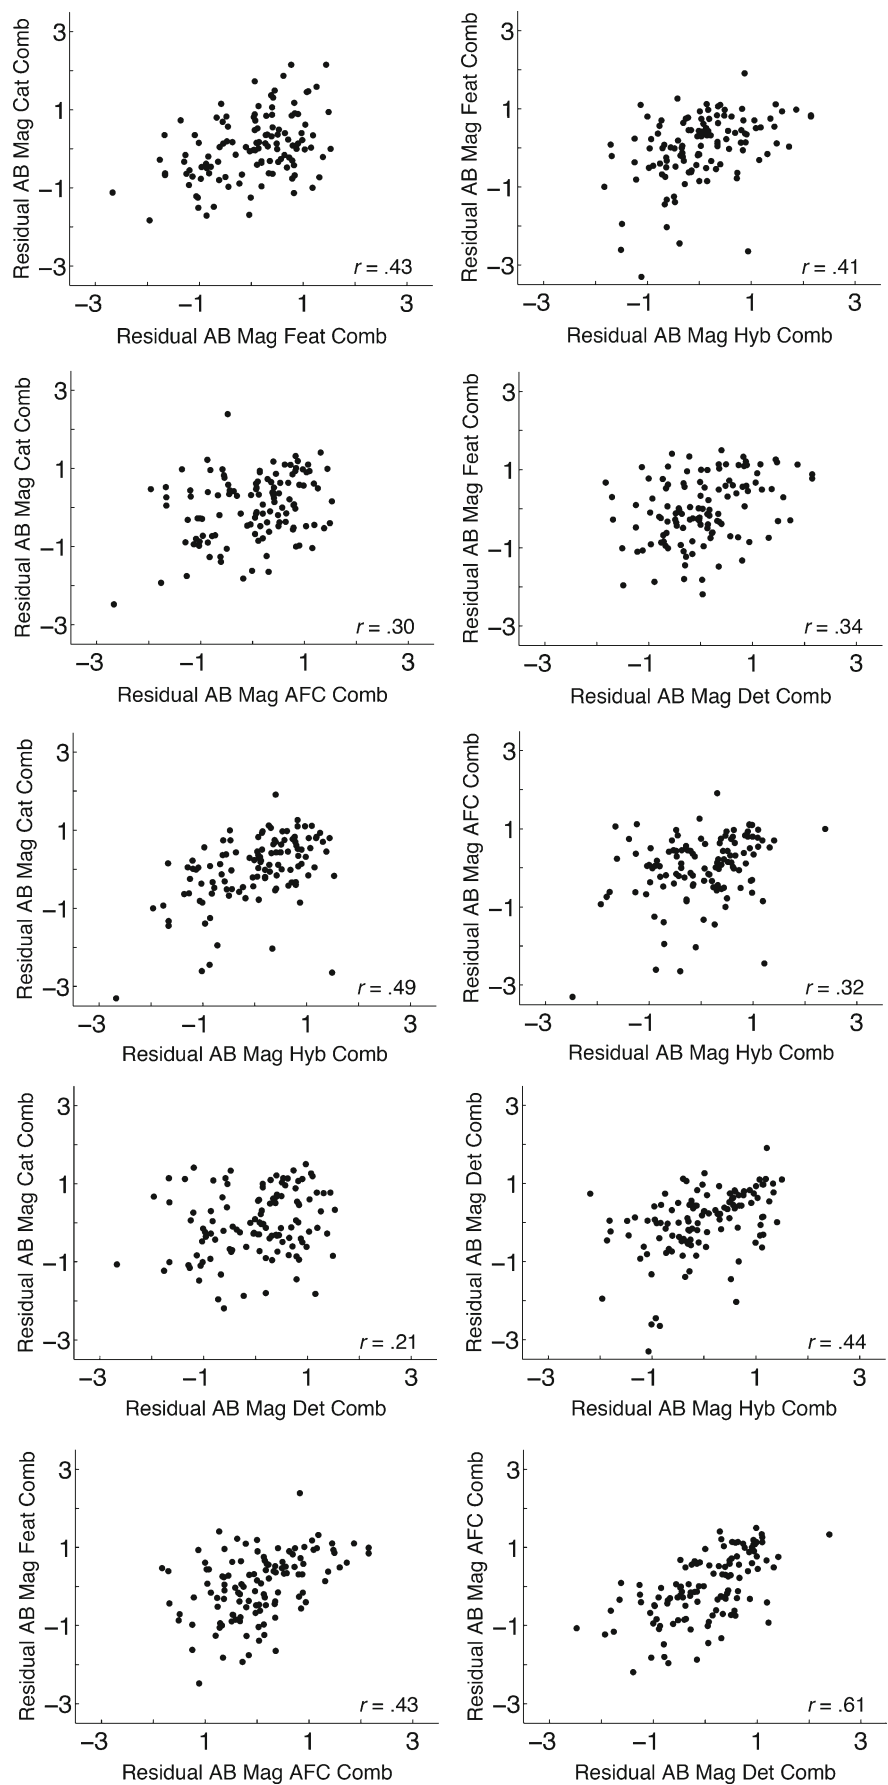 Residual AB Mag Cat Comb
3
1
−1
−3
r = .43
−3
−1
1
3
Residual AB Mag Feat Comb
Residual AB Mag Feat Comb
3
1
−1
−3
r = .41
−3
−1
1
3
Residual AB Mag Hyb Comb
Residual AB Mag Cat Comb
3
1
−1
−3
r = .30
−3
−1
1
3
Residual AB Mag AFC Comb
Residual AB Mag Feat Comb
3
1
−1
−3
r = .34
−3
−1
1
3
Residual AB Mag Det Comb
Residual AB Mag Cat Comb
3
1
−1
−3
r = .49
−3
−1
1
3
Residual AB Mag Hyb Comb
Residual AB Mag AFC Comb
3
1
−1
−3
r = .32
−3
−1
1
3
Residual AB Mag Hyb Comb
Residual AB Mag Cat Comb
3
1
−1
−3
r = .21
−3
−1
1
3
Residual AB Mag Det Comb
Residual AB Mag Det Comb
3
1
−1
−3
r = .44
−3
−1
1
3
Residual AB Mag Hyb Comb
Residual AB Mag Feat Comb
3
1
−1
−3
r = .43
−3
−1
1
3
Residual AB Mag AFC Comb
Residual AB Mag AFC Comb
3
1
−1
−3
r = .61
−3
−1
1
3
Residual AB Mag Det Comb